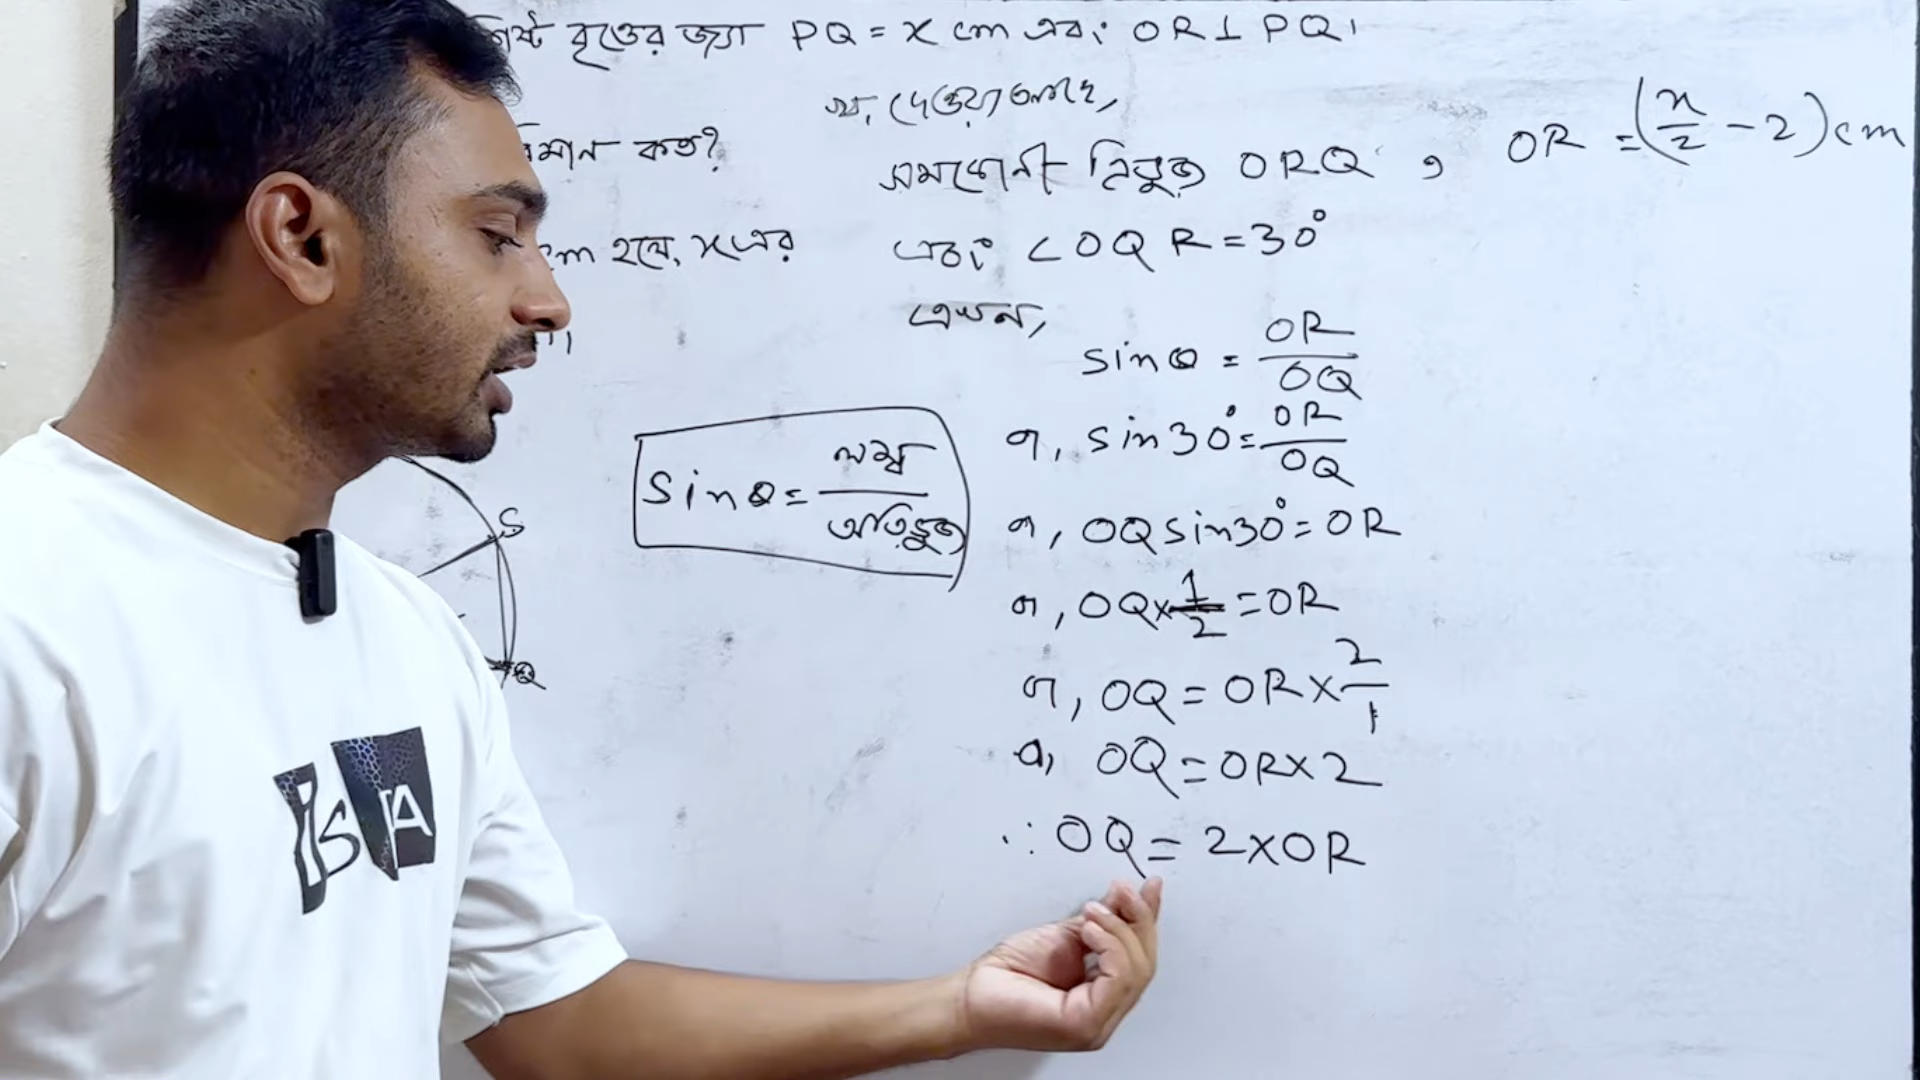 বৃত্তের জ্যা PQ = x cm এবং OR ⊥ PQ।
খ, দেওয়া আছে,
কত?
সমকোণী ত্রিভুজ ORQ , OR = (x/2 - 2) cm
cm হলে, x এর
এবং <OQR = 30°
এখন,
sinθ = OR/OQ
sinθ = লম্ব/অতিভুজ
বা, sin30° = OR/OQ
বা, OQ sin30° = OR
বা, OQ × 1/2 = OR
বা, OQ = OR × 2/1
বা, OQ = OR × 2
∴ OQ = 2 × OR
S
Q